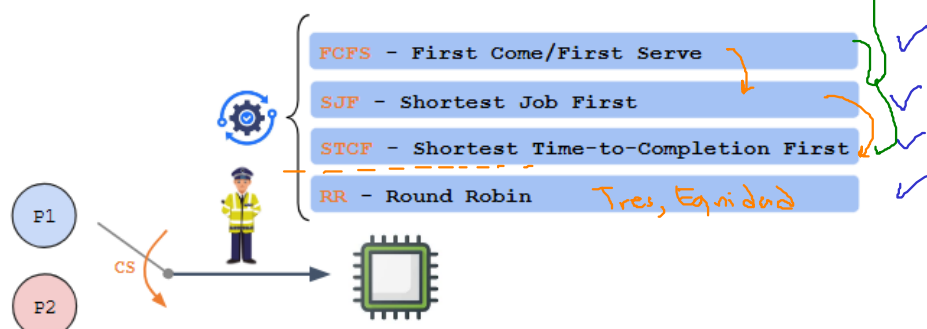 FCFS - First Come/First Serve
SJF - Shortest Job First
STCF - Shortest Time-to-Completion First
RR - Round Robin
Tres, Equidad
P1
CS
P2